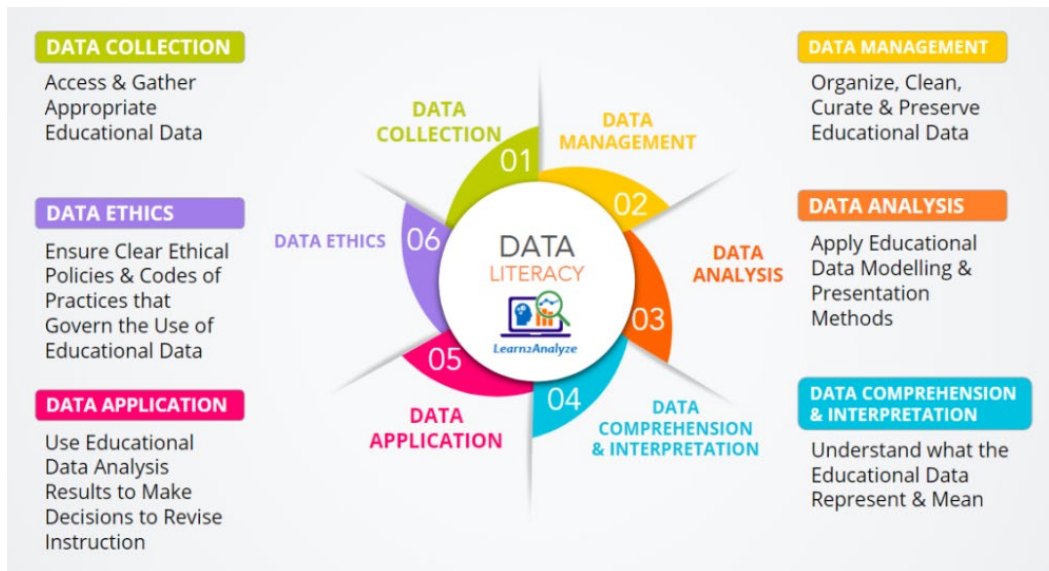 DATA COLLECTION
Access & Gather
Appropriate
Educational Data
DATA ETHICS
Ensure Clear Ethical
Policies & Codes of
Practices that
Govern the Use of
Educational Data
DATA APPLICATION
Use Educational
Data Analysis
Results to Make
Decisions to Revise
Instruction
DATA
COLLECTION
01
DATA
MANAGEMENT
02
DATA
ANALYSIS
03
DATA
COMPREHENSION
& INTERPRETATION
04
DATA
APPLICATION
05
DATA ETHICS
06
DATA
LITERACY
Learn2Analyze
DATA MANAGEMENT
Organize, Clean,
Curate & Preserve
Educational Data
DATA ANALYSIS
Apply Educational
Data Modelling &
Presentation
Methods
DATA COMPREHENSION
& INTERPRETATION
Understand what the
Educational Data
Represent & Mean